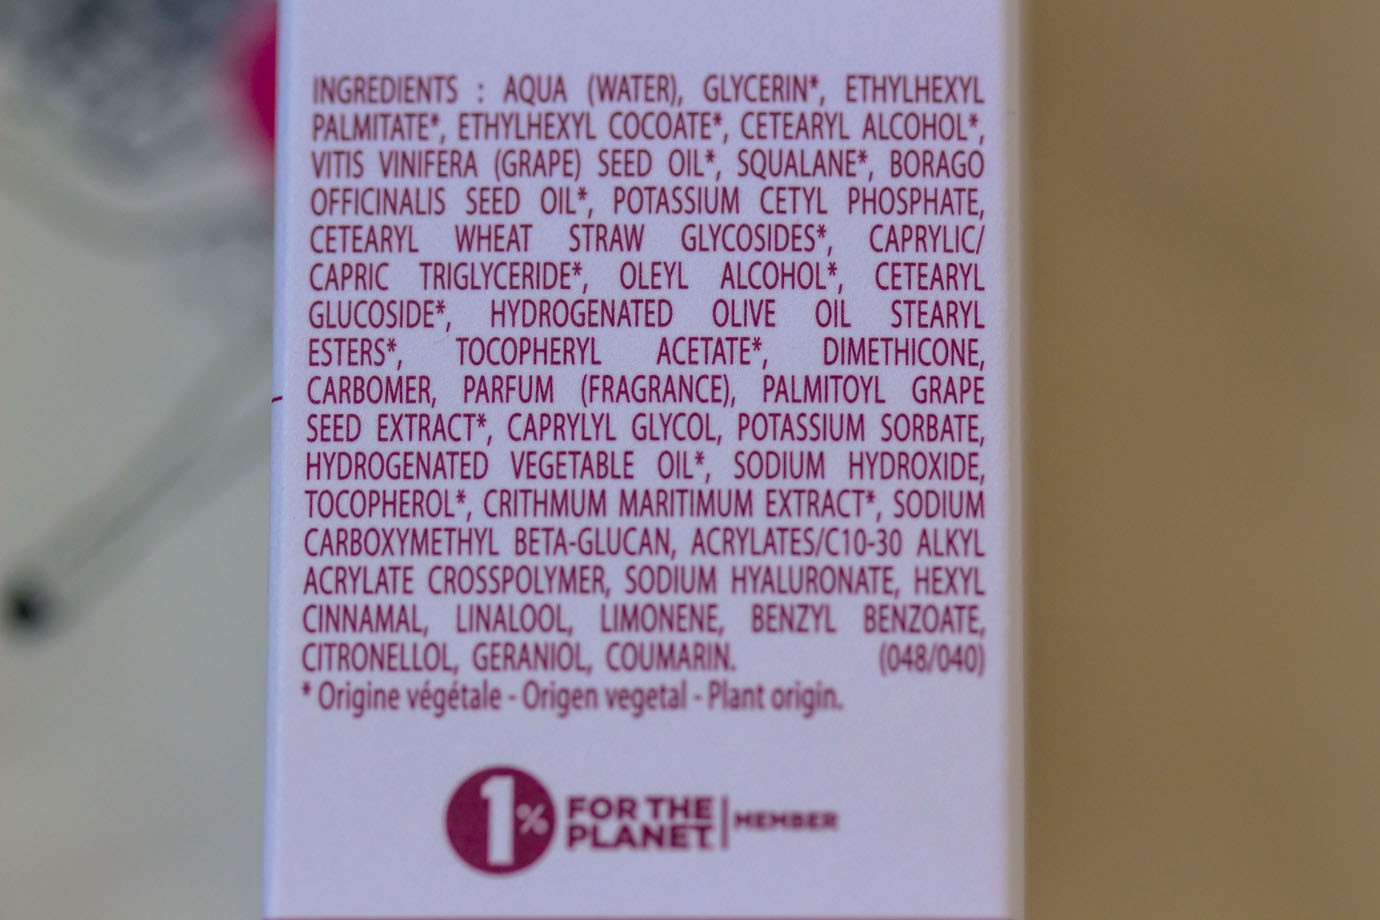 INGREDIENTS : AQUA (WATER), GLYCERIN*, ETHYLHEXYL
PALMITATE*, ETHYLHEXYL COCOATE*, CETEARYL ALCOHOL*,
VITIS VINIFERA (GRAPE) SEED OIL*, SQUALANE*, BORAGO
OFFICINALIS SEED OIL*, POTASSIUM CETYL PHOSPHATE,
CETEARYL WHEAT STRAW GLYCOSIDES*, CAPRYLIC/
CAPRIC TRIGLYCERIDE*, OLEYL ALCOHOL*, CETEARYL
GLUCOSIDE*, HYDROGENATED OLIVE OIL STEARYL
ESTERS*, TOCOPHERYL ACETATE*, DIMETHICONE,
CARBOMER, PARFUM (FRAGRANCE), PALMITOYL GRAPE
SEED EXTRACT*, CAPRYLYL GLYCOL, POTASSIUM SORBATE,
HYDROGENATED VEGETABLE OIL*, SODIUM HYDROXIDE,
TOCOPHEROL*, CRITHMUM MARITIMUM EXTRACT*, SODIUM
CARBOXYMETHYL BETA-GLUCAN, ACRYLATES/C10-30 ALKYL
ACRYLATE CROSSPOLYMER, SODIUM HYALURONATE, HEXYL
CINNAMAL, LINALOOL, LIMONENE, BENZYL BENZOATE,
CITRONELLOL, GERANIOL, COUMARIN. (048/040)
* Origine végétale - Origen vegetal - Plant origin.
1% FOR THE
PLANET MEMBER